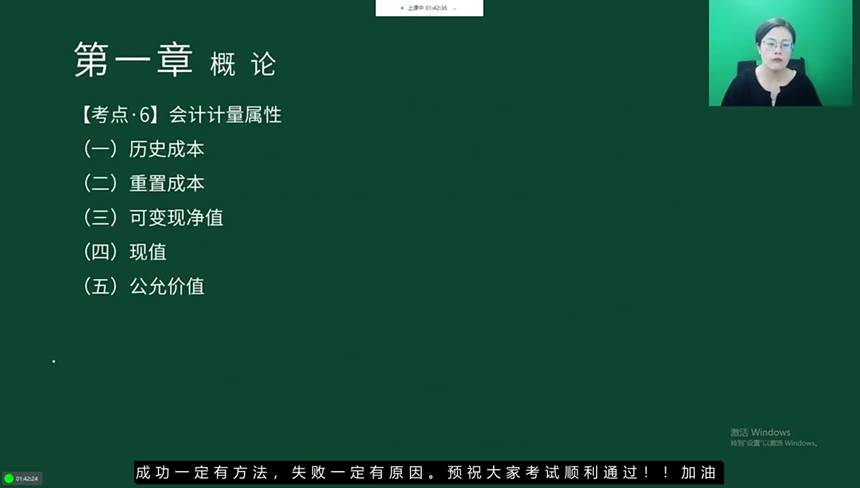 上课中 01:42:36
第一章 概 论
【考点·6】会计计量属性
（一）历史成本
（二）重置成本
（三）可变现净值
（四）现值
（五）公允价值
激活 Windows
转到"设置"以激活 Windows。
01:42:24
成功一定有方法，失败一定有原因。预祝大家考试顺利通过！！加油